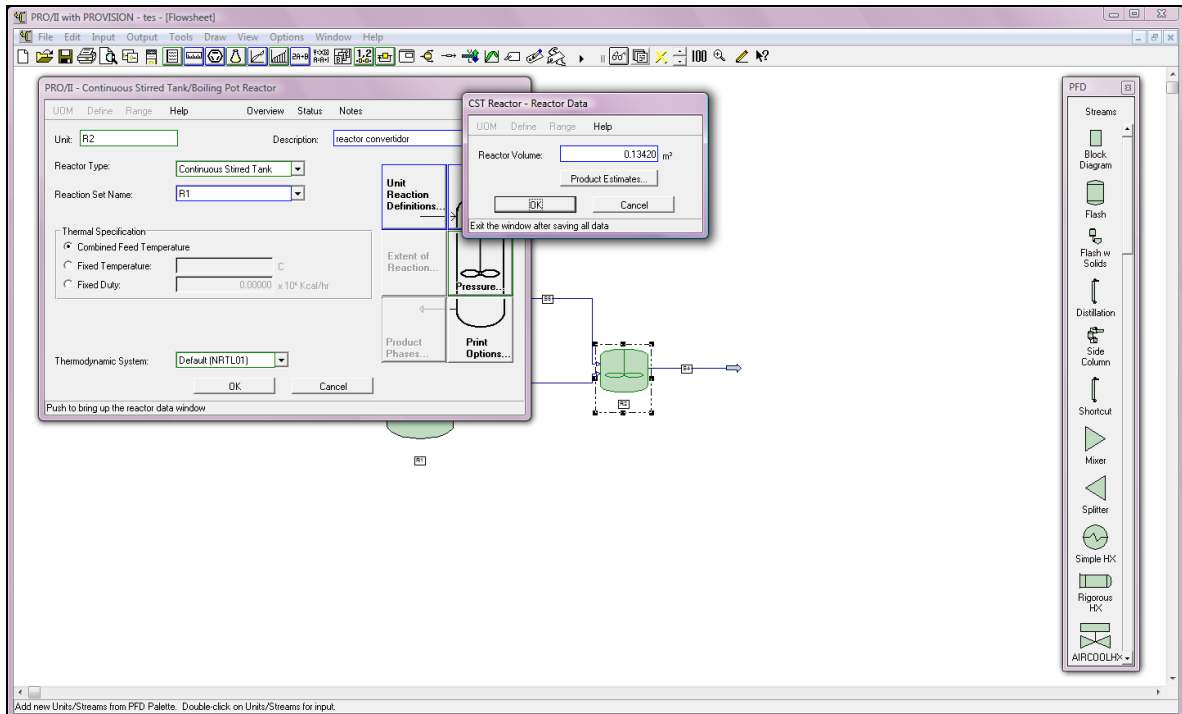 PRO/II with PROVISION - tes - [Flowsheet]
File Edit Input Output Tools Draw View Options Window Help
PRO/II - Continuous Stirred Tank/Boiling Pot Reactor
UOM Define Range Help Overview Status Notes
Unit: R2 Description: reactor convertidor
Reactor Type: Continuous Stirred Tank
Reaction Set Name: R1
Thermal Specification
Combined Feed Temperature
Fixed Temperature: C
Fixed Duty: 0.00000 x 10⁶ Kcal/hr
Thermodynamic System: Default (NRTL01)
OK Cancel
Push to bring up the reactor data window
Unit
Reaction
Definitions...
Extent of
Reaction...
Pressure...
Product
Phases...
Print
Options...
CST Reactor - Reactor Data
UOM Define Range Help
Reactor Volume: 0.13420 m³
Product Estimates...
OK Cancel
Exit the window after saving all data
R2
R1
PFD
Streams
Block
Diagram
Flash
Flash w
Solids
Distillation
Side
Column
Shortcut
Mixer
Splitter
Simple HX
Rigorous
HX
AIRCOOLHX
Add new Units/Streams from PFD Palette. Double-click on Units/Streams for input.